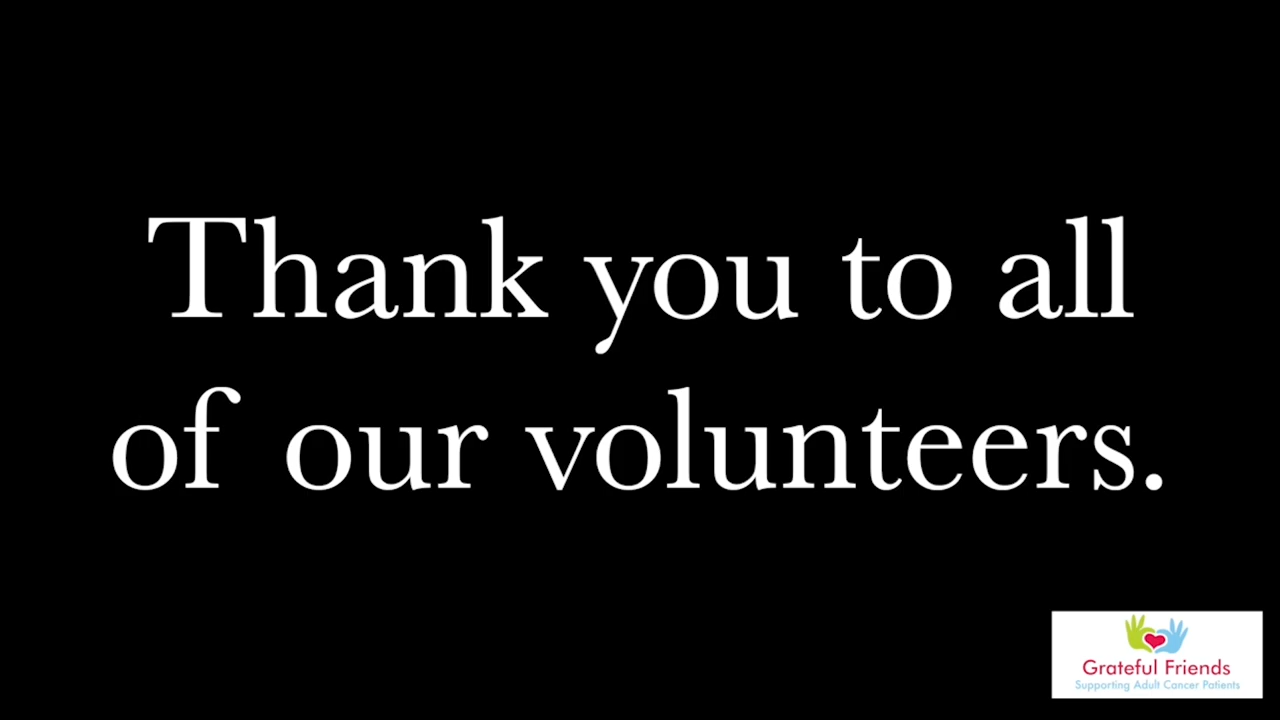 Thank you to all
of our volunteers.
Grateful Friends
Supporting Adult Cancer Patients